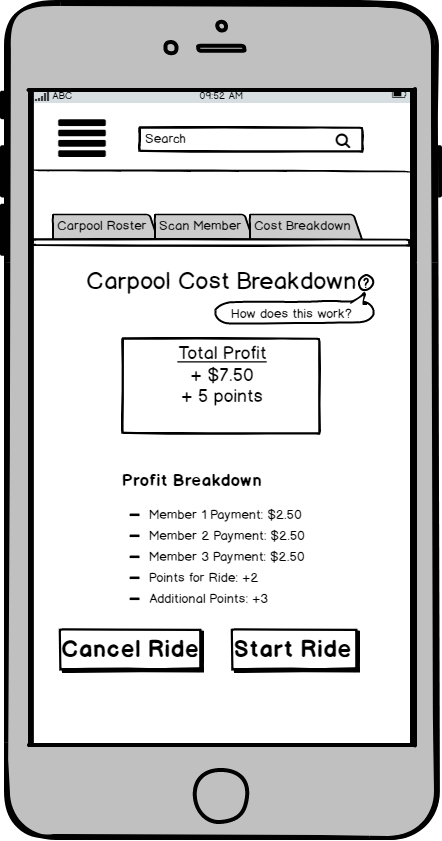 ABC 09:52 AM
Search
Carpool Roster Scan Member Cost Breakdown
Carpool Cost Breakdown ?
How does this work?
Total Profit
+ $7.50
+ 5 points
Profit Breakdown
Member 1 Payment: $2.50
Member 2 Payment: $2.50
Member 3 Payment: $2.50
Points for Ride: +2
Additional Points: +3
Cancel Ride Start Ride